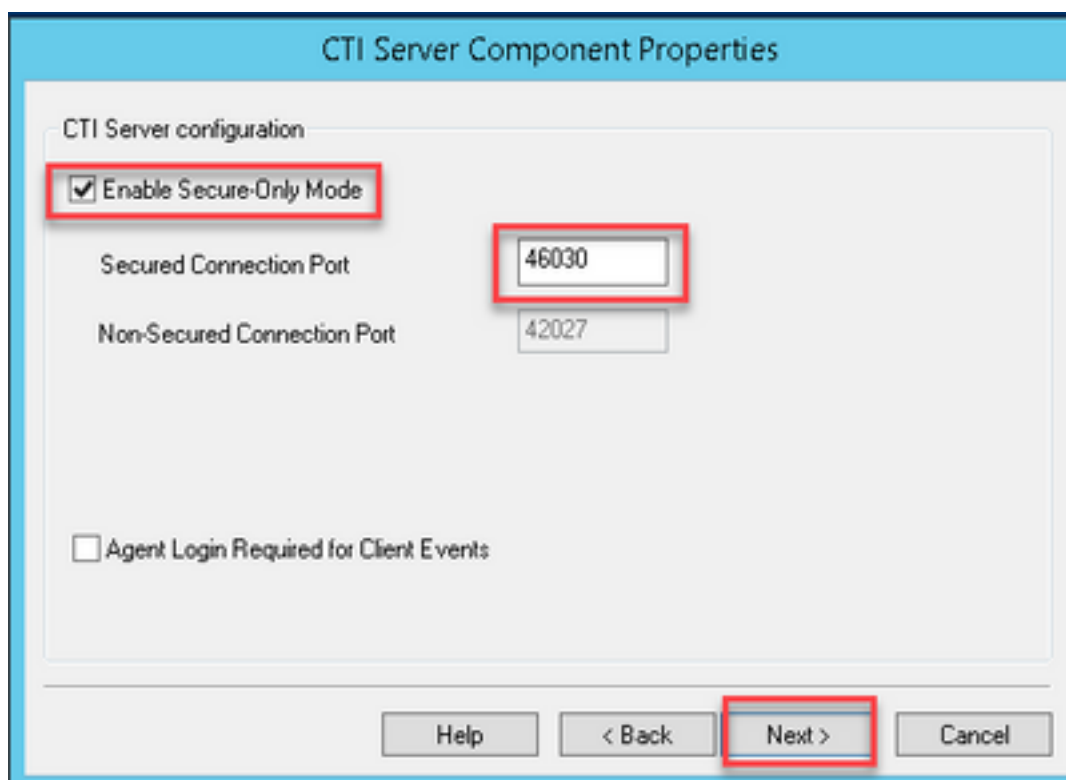 CTI Server Component Properties
CTI Server configuration
Enable Secure-Only Mode
Secured Connection Port 46030
Non-Secured Connection Port 42027
Agent Login Required for Client Events
Help < Back Next > Cancel